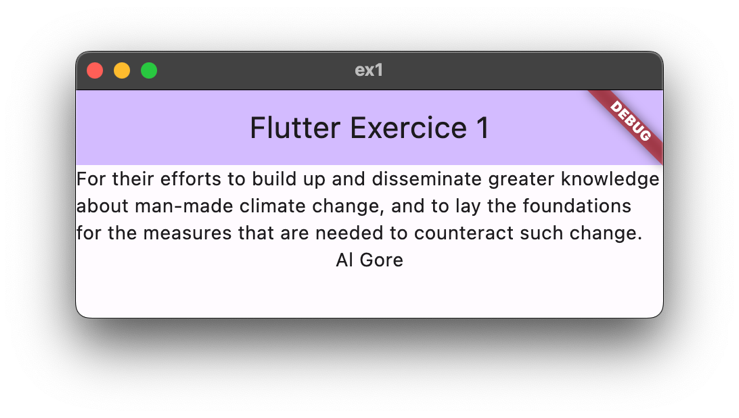 ex1
DEBUG
Flutter Exercice 1
For their efforts to build up and disseminate greater knowledge
about man-made climate change, and to lay the foundations
for the measures that are needed to counteract such change.
Al Gore